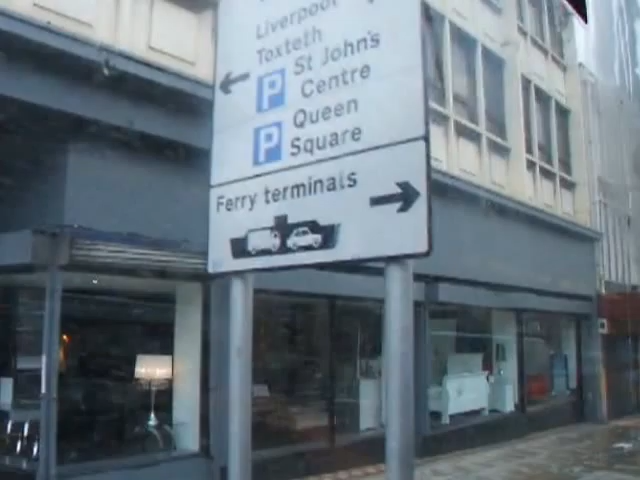 Liverpool
Toxteth
P St John's
Centre
P Queen
Square
Ferry terminals